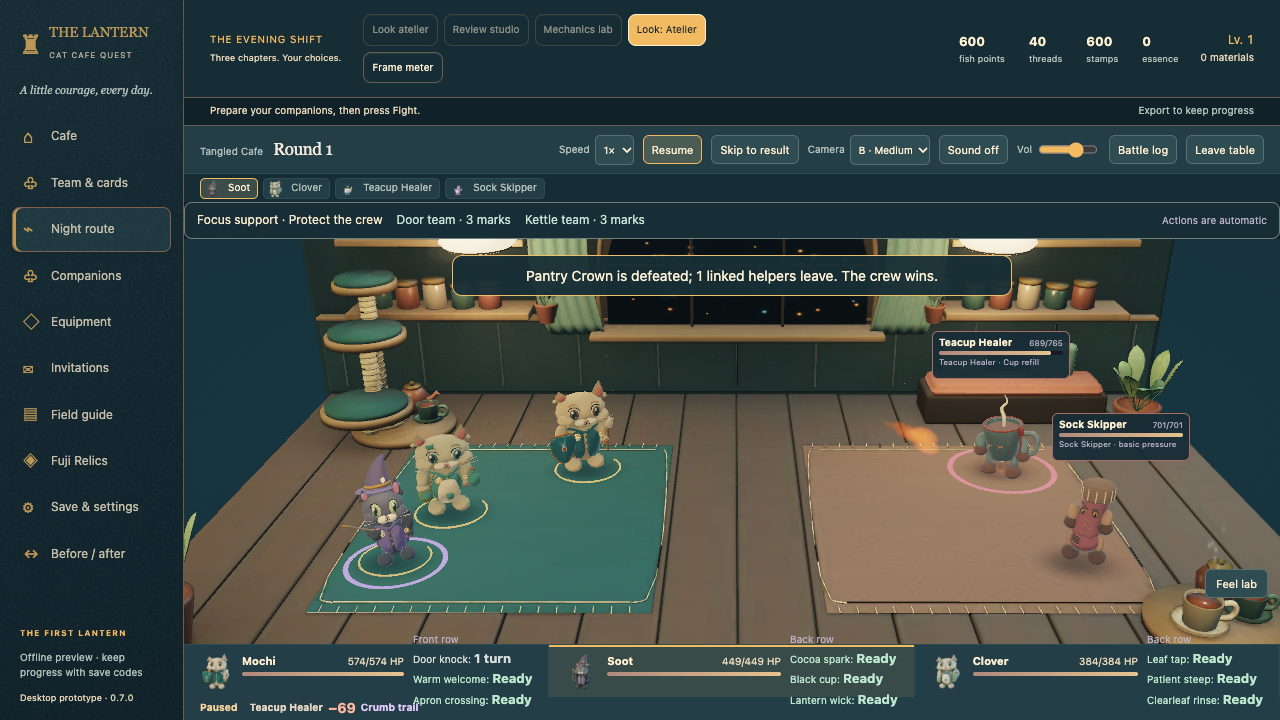 THE LANTERN
CAT CAFE QUEST
A little courage, every day.
Cafe
Team & cards
Night route
Companions
Equipment
Invitations
Field guide
Fuji Relics
Save & settings
Before / after
THE FIRST LANTERN
Offline preview · keep
progress with save codes
Desktop prototype · 0.7.0
THE EVENING SHIFT
Three chapters. Your choices.
Look atelier
Review studio
Mechanics lab
Look: Atelier
Frame meter
600
fish points
40
threads
600
stamps
0
essence
Lv. 1
0 materials
Prepare your companions, then press Fight.
Export to keep progress
Tangled Cafe Round 1
Speed 1x Resume Skip to result Camera B · Medium Sound off Vol Battle log Leave table
Soot Clover Teacup Healer Sock Skipper
Focus support · Protect the crew Door team · 3 marks Kettle team · 3 marks
Actions are automatic
Pantry Crown is defeated; 1 linked helpers leave. The crew wins.
Teacup Healer 689/765
Teacup Healer · Cup refill
Sock Skipper 701/701
Sock Skipper · basic pressure
Feel lab
Mochi 574/574 HP
Front row
Door knock: 1 turn
Warm welcome: Ready
Apron crossing: Ready
Soot 449/449 HP
Back row
Cocoa spark: Ready
Black cup: Ready
Lantern wick: Ready
Clover 384/384 HP
Back row
Leaf tap: Ready
Patient steep: Ready
Clearleaf rinse: Ready
Paused Teacup Healer −69 Crumb trail